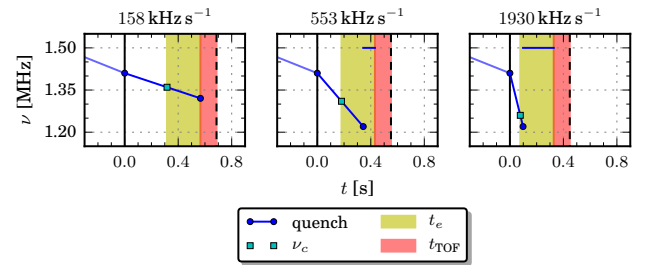 158 kHz s⁻¹ 553 kHz s⁻¹ 1930 kHz s⁻¹
ν [MHz]
1.50
1.35
1.20
0.0 0.4 0.8 0.0 0.4 0.8 0.0 0.4 0.8
t [s]
quench t_e
ν_c t_TOF